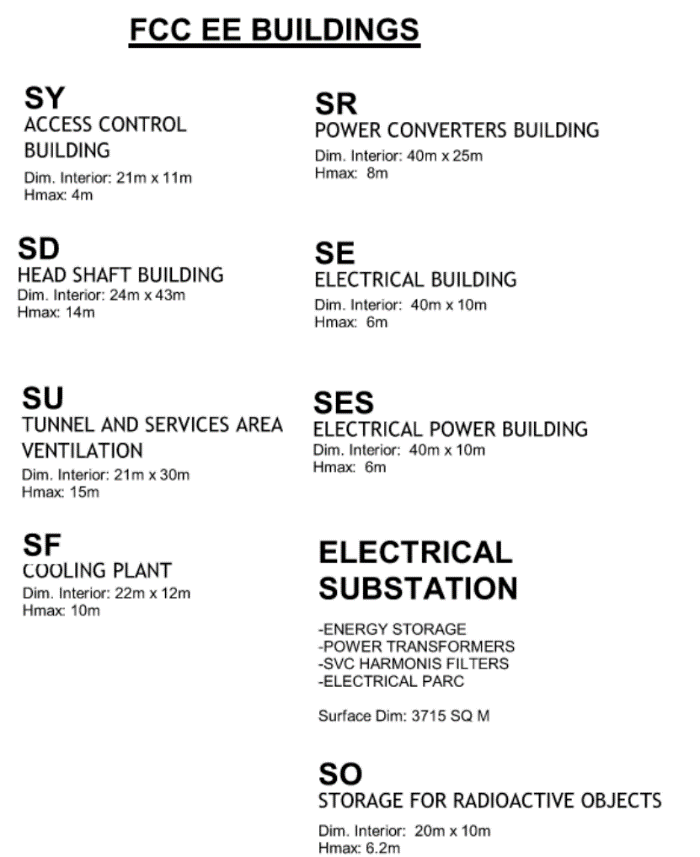 FCC EE BUILDINGS
SY
ACCESS CONTROL
BUILDING
Dim. Interior: 21m x 11m
Hmax: 4m
SD
HEAD SHAFT BUILDING
Dim. Interior: 24m x 43m
Hmax: 14m
SU
TUNNEL AND SERVICES AREA
VENTILATION
Dim. Interior: 21m x 30m
Hmax: 15m
SF
COOLING PLANT
Dim. Interior: 22m x 12m
Hmax: 10m
SR
POWER CONVERTERS BUILDING
Dim. Interior: 40m x 25m
Hmax: 8m
SE
ELECTRICAL BUILDING
Dim. Interior: 40m x 10m
Hmax: 6m
SES
ELECTRICAL POWER BUILDING
Dim. Interior: 40m x 10m
Hmax: 6m
ELECTRICAL
SUBSTATION
-ENERGY STORAGE
-POWER TRANSFORMERS
-SVC HARMONIS FILTERS
-ELECTRICAL PARC
Surface Dim: 3715 SQ M
SO
STORAGE FOR RADIOACTIVE OBJECTS
Dim. Interior: 20m x 10m
Hmax: 6.2m